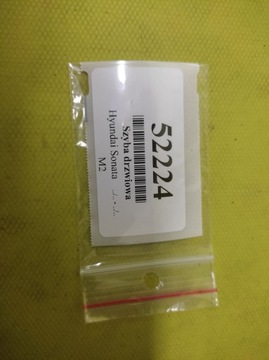 52224
Szyba drzwiowa
Hyundai Sonata ./. - ./.
M2